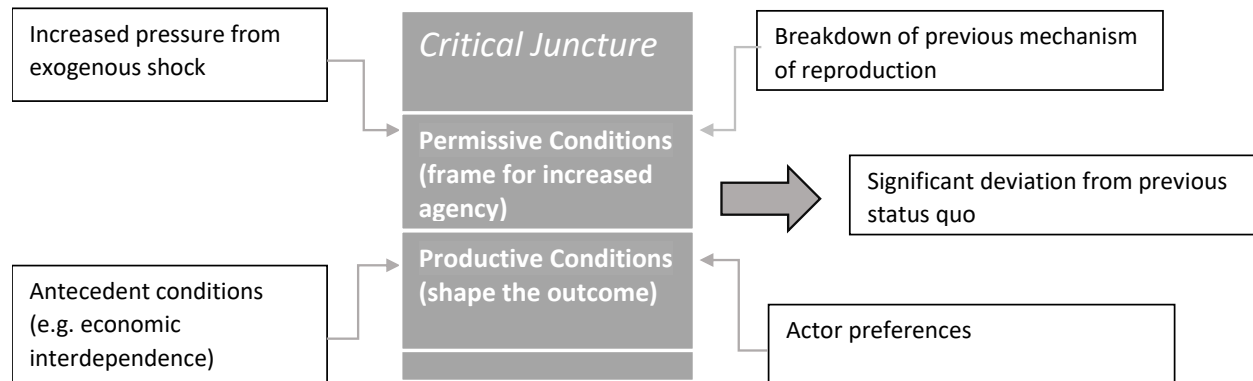 Increased pressure from
exogenous shock
Critical Juncture
Breakdown of previous mechanism
of reproduction
Permissive Conditions
(frame for increased
agency)
Significant deviation from previous
status quo
Productive Conditions
(shape the outcome)
Antecedent conditions
(e.g. economic
interdependence)
Actor preferences